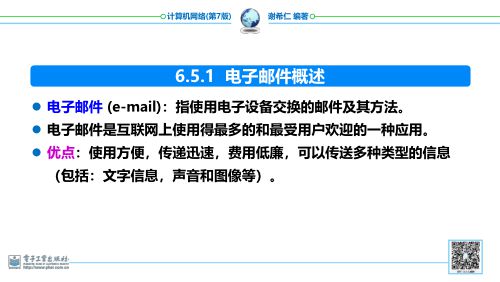 计算机网络(第7版)
谢希仁 编著
6.5.1 电子邮件概述
电子邮件 (e-mail)：指使用电子设备交换的邮件及其方法。
电子邮件是互联网上使用得最多的和最受用户欢迎的一种应用。
优点：使用方便，传递迅速，费用低廉，可以传送多种类型的信息
（包括：文字信息，声音和图像等）。
电子工业出版社
http://www.phei.com.cn